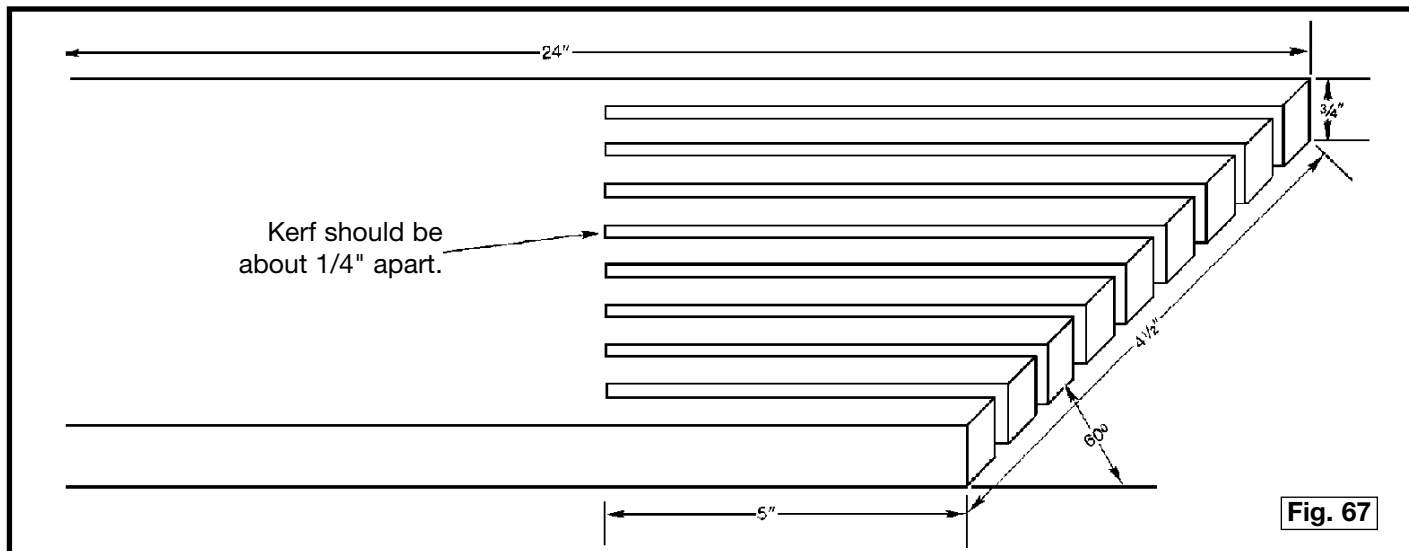 24"
3/4"
Kerf should be
about 1/4" apart.
4 1/2"
60°
5"
Fig. 67